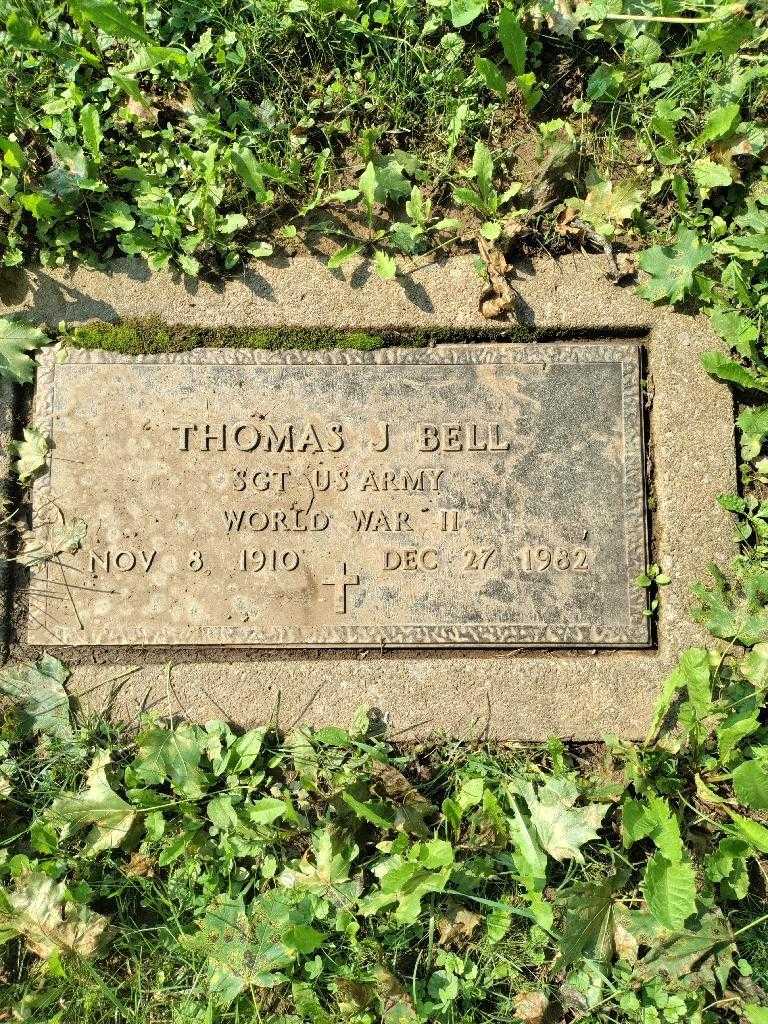 THOMAS J BELL
SGT US ARMY
WORLD WAR II
NOV 8 1910 DEC 27 1982